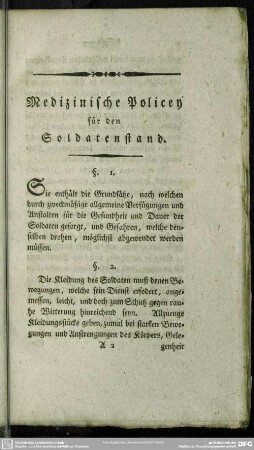 Medizinische Policey
für den
Soldatenstand.
§. 1.
Sie enthält die Grundsätze, nach welchen
durch zweckmäßige allgemeine Verfügungen und
Anstalten für die Gesundheit und Dauer der
Soldaten gesorgt, und Gefahren, welche den-
selben drohen, möglichst abgewendet werden
müssen.
§. 2.
Die Kleidung des Soldaten muß denen Be-
wegungen, welche sein Dienst erfodert, ange-
messen, leicht, und doch zum Schutz gegen rau-
he Witterung hinreichend seyn. Allzuenge
Kleidungsstücke geben, zumal bei starken Bewe-
gungen und Anstrengungen des Körpers, Gele-
A 2
genheit
DFG